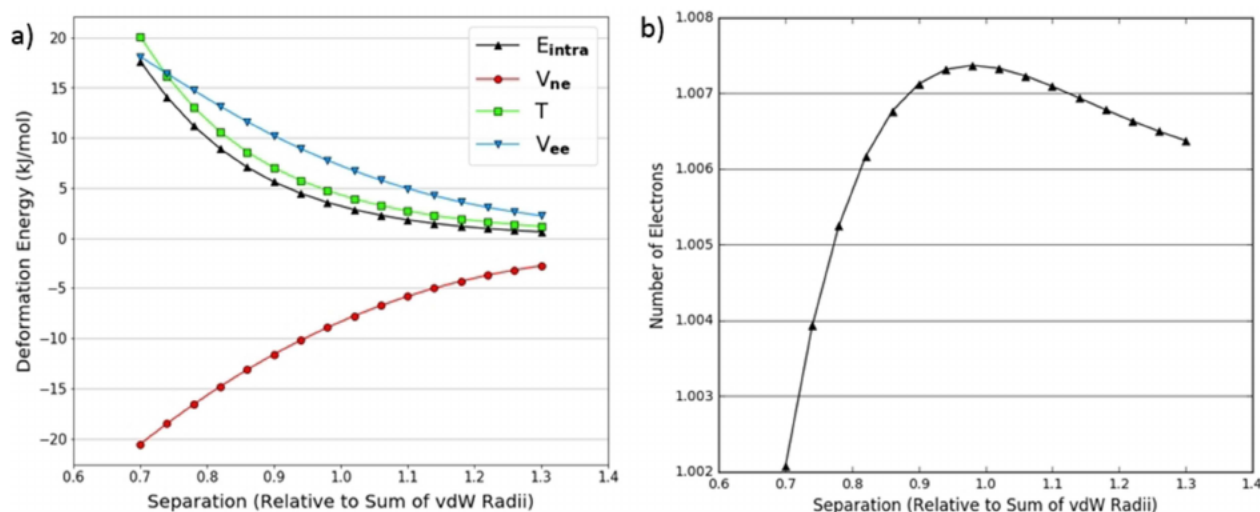 a)
20
15
10
5
0
−5
−10
−15
−20
Deformation Energy (kJ/mol)
E_intra
V_ne
T
V_ee
0.6 0.7 0.8 0.9 1.0 1.1 1.2 1.3 1.4
Separation (Relative to Sum of vdW Radii)
b)
1.008
1.007
1.006
1.005
1.004
1.003
1.002
Number of Electrons
0.6 0.7 0.8 0.9 1.0 1.1 1.2 1.3 1.4
Separation (Relative to Sum of vdW Radii)